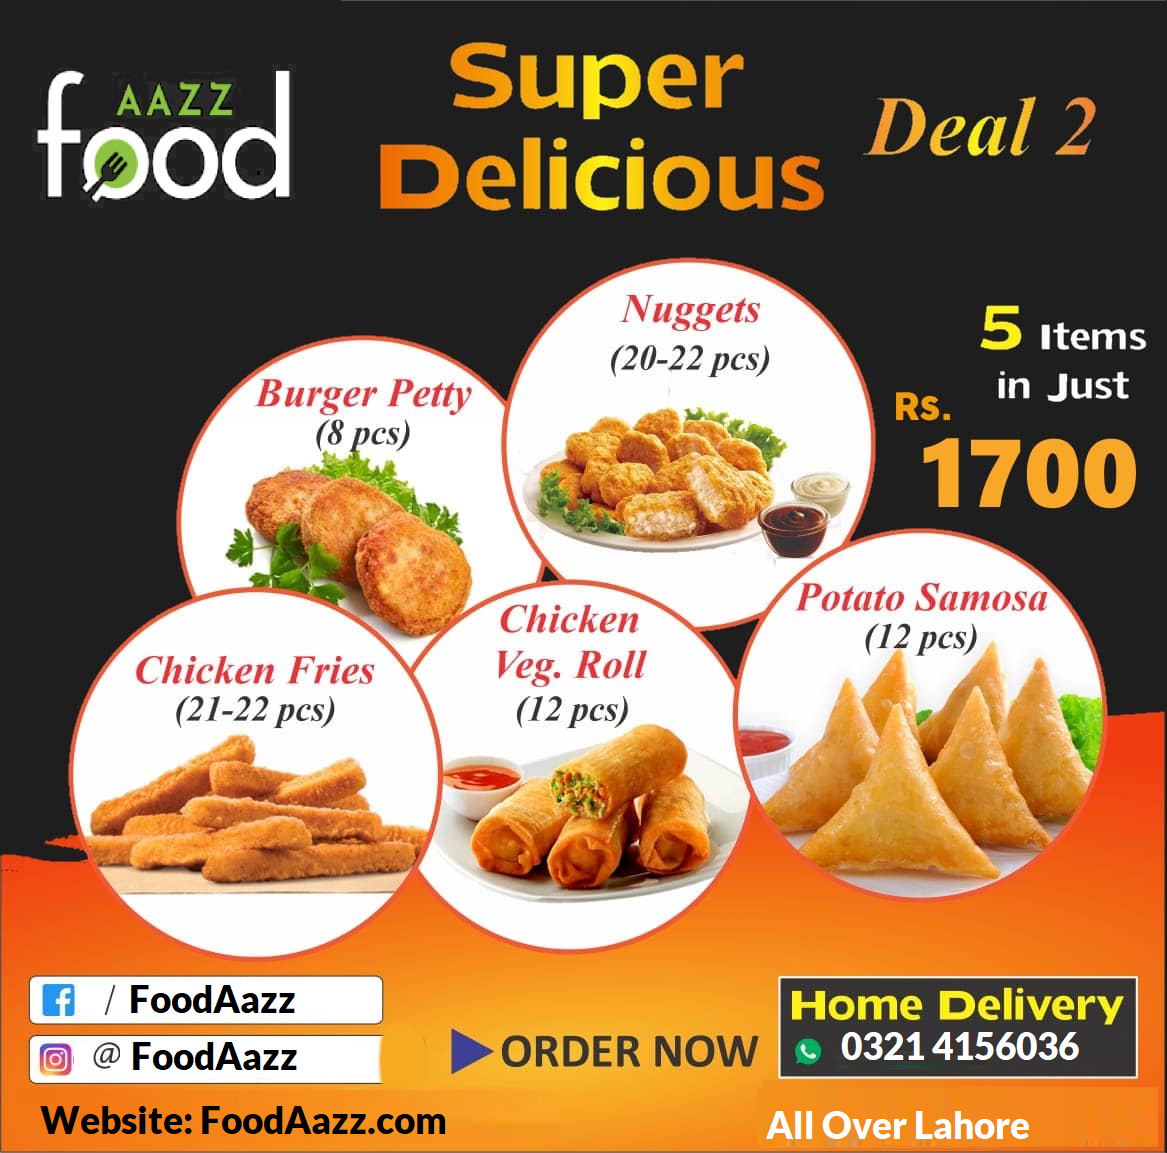 AAZZ
food
Super
Delicious
Deal 2
Nuggets
(20-22 pcs)
5 Items
in Just
Rs.
1700
Burger Petty
(8 pcs)
Chicken Fries
(21-22 pcs)
Chicken
Veg. Roll
(12 pcs)
Potato Samosa
(12 pcs)
/ FoodAazz
@ FoodAazz
Website: FoodAazz.com
ORDER NOW
Home Delivery
0321 4156036
All Over Lahore